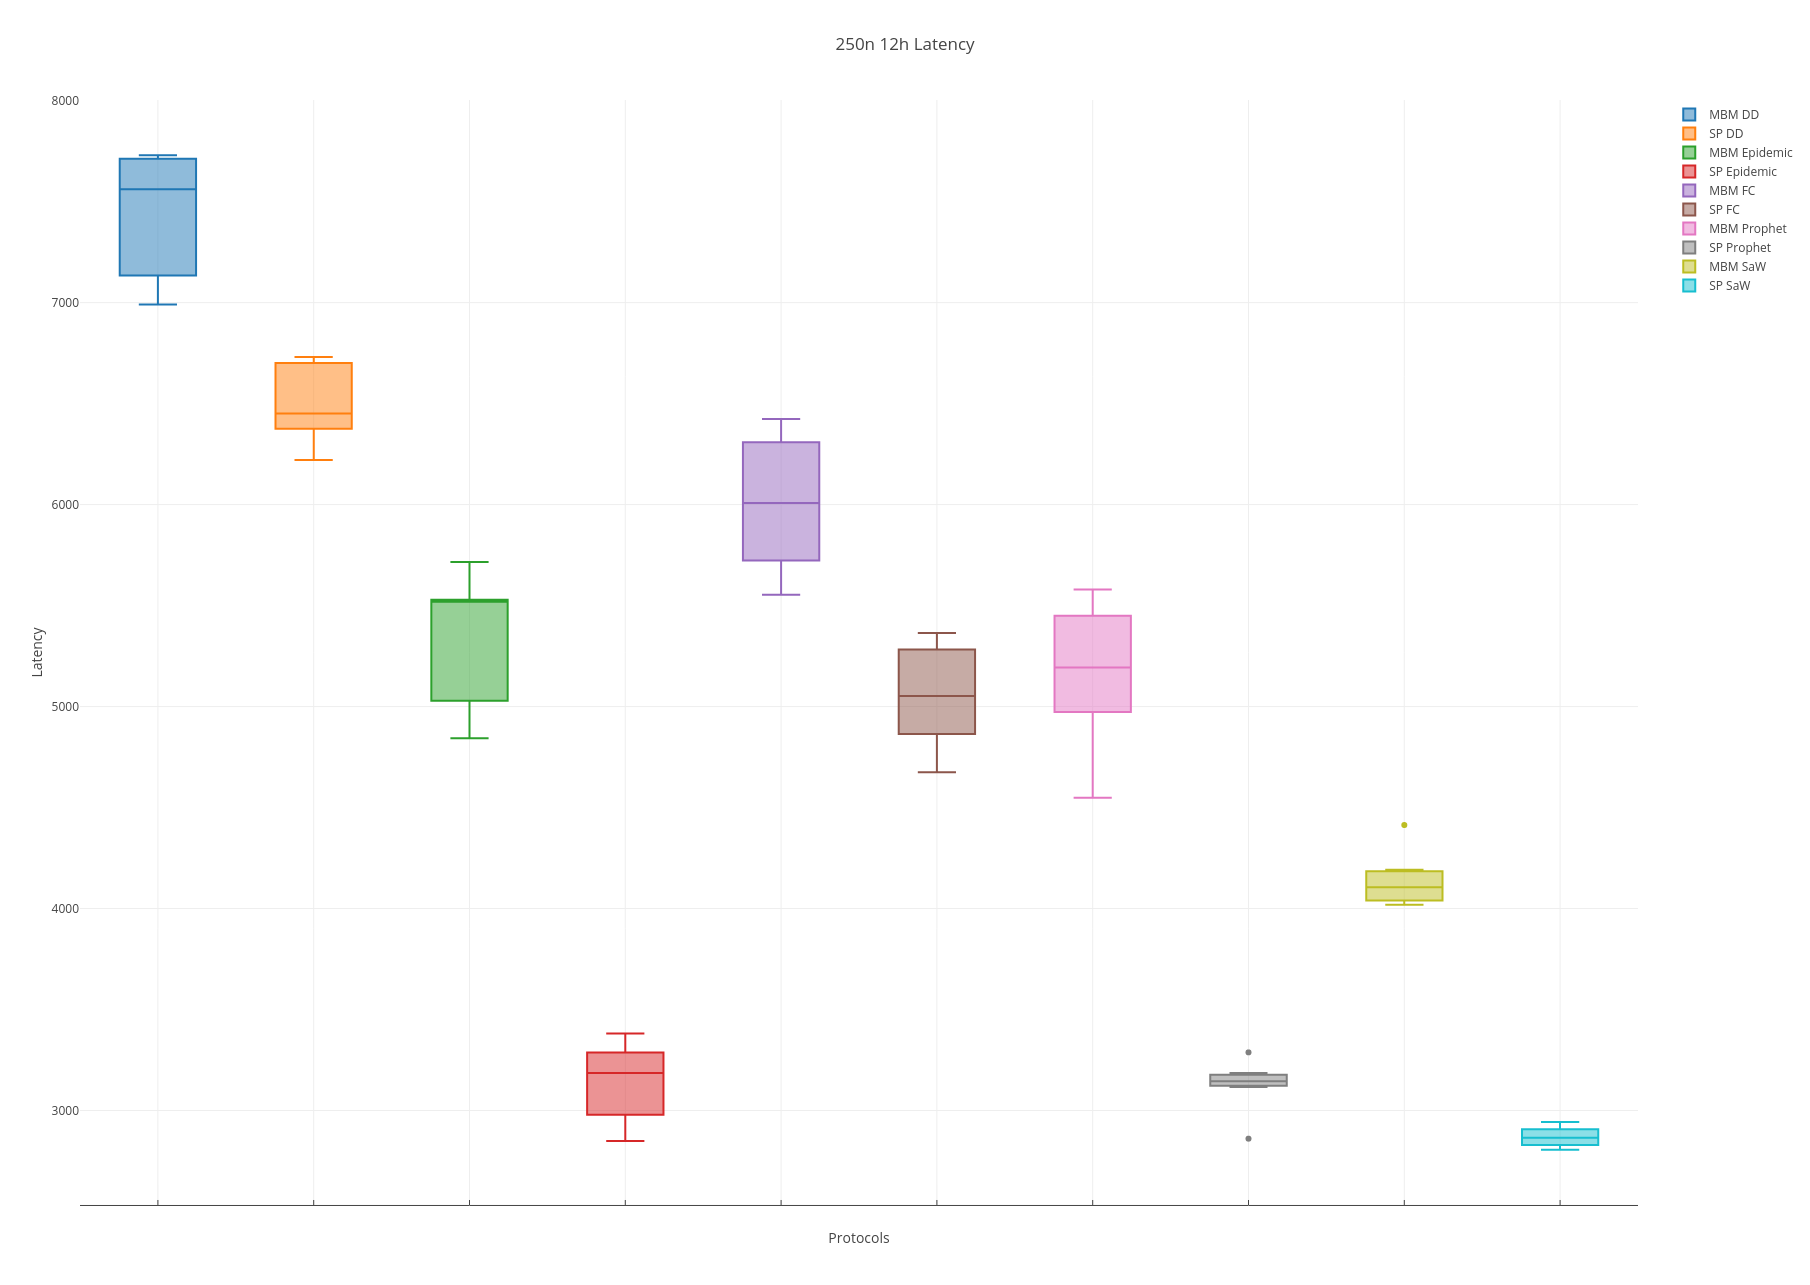 250n 12h Latency
8000
7000
6000
5000
4000
3000
Latency
Protocols
MBM DD
SP DD
MBM Epidemic
SP Epidemic
MBM FC
SP FC
MBM Prophet
SP Prophet
MBM SaW
SP SaW